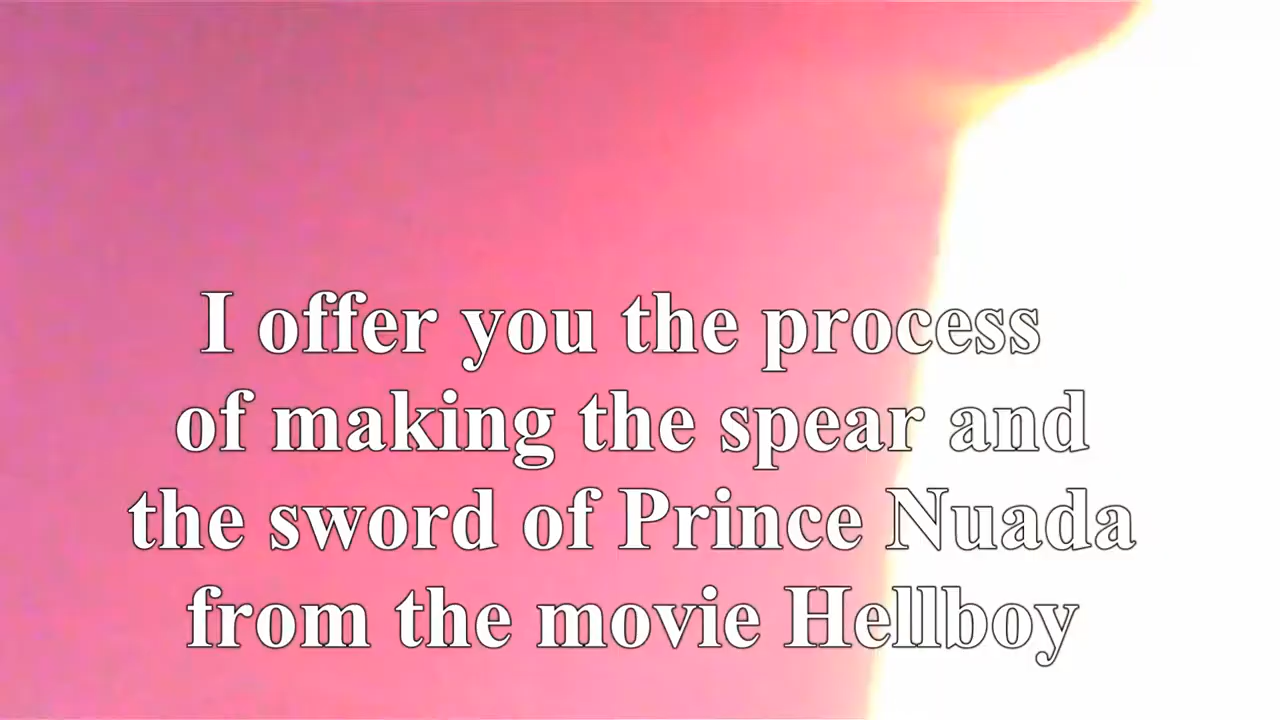 I offer you the process
of making the spear and
the sword of Prince Nuada
from the movie Hellboy